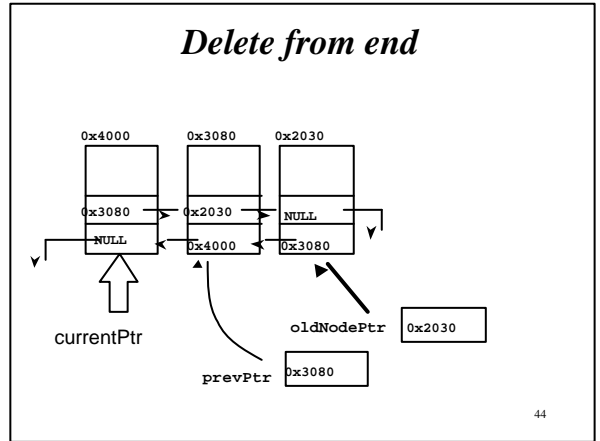 Delete from end
0x4000 0x3080 0x2030
0x3080 0x2030 NULL
NULL 0x4000 0x3080
currentPtr
oldNodePtr 0x2030
prevPtr 0x3080
44